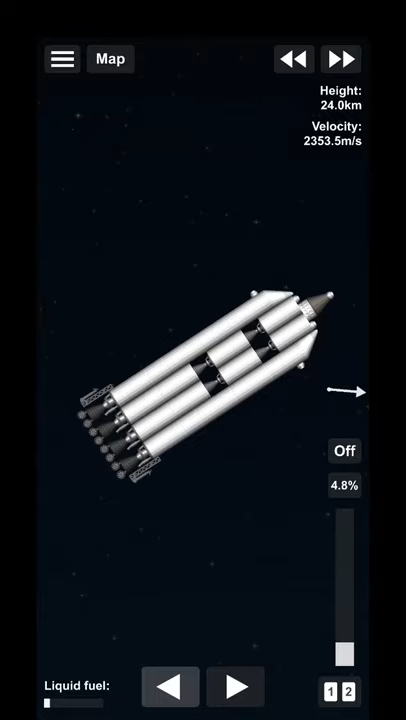 Map
Height:
24.0km
Velocity:
2353.5m/s
Off
4.8%
Liquid fuel:
1 2